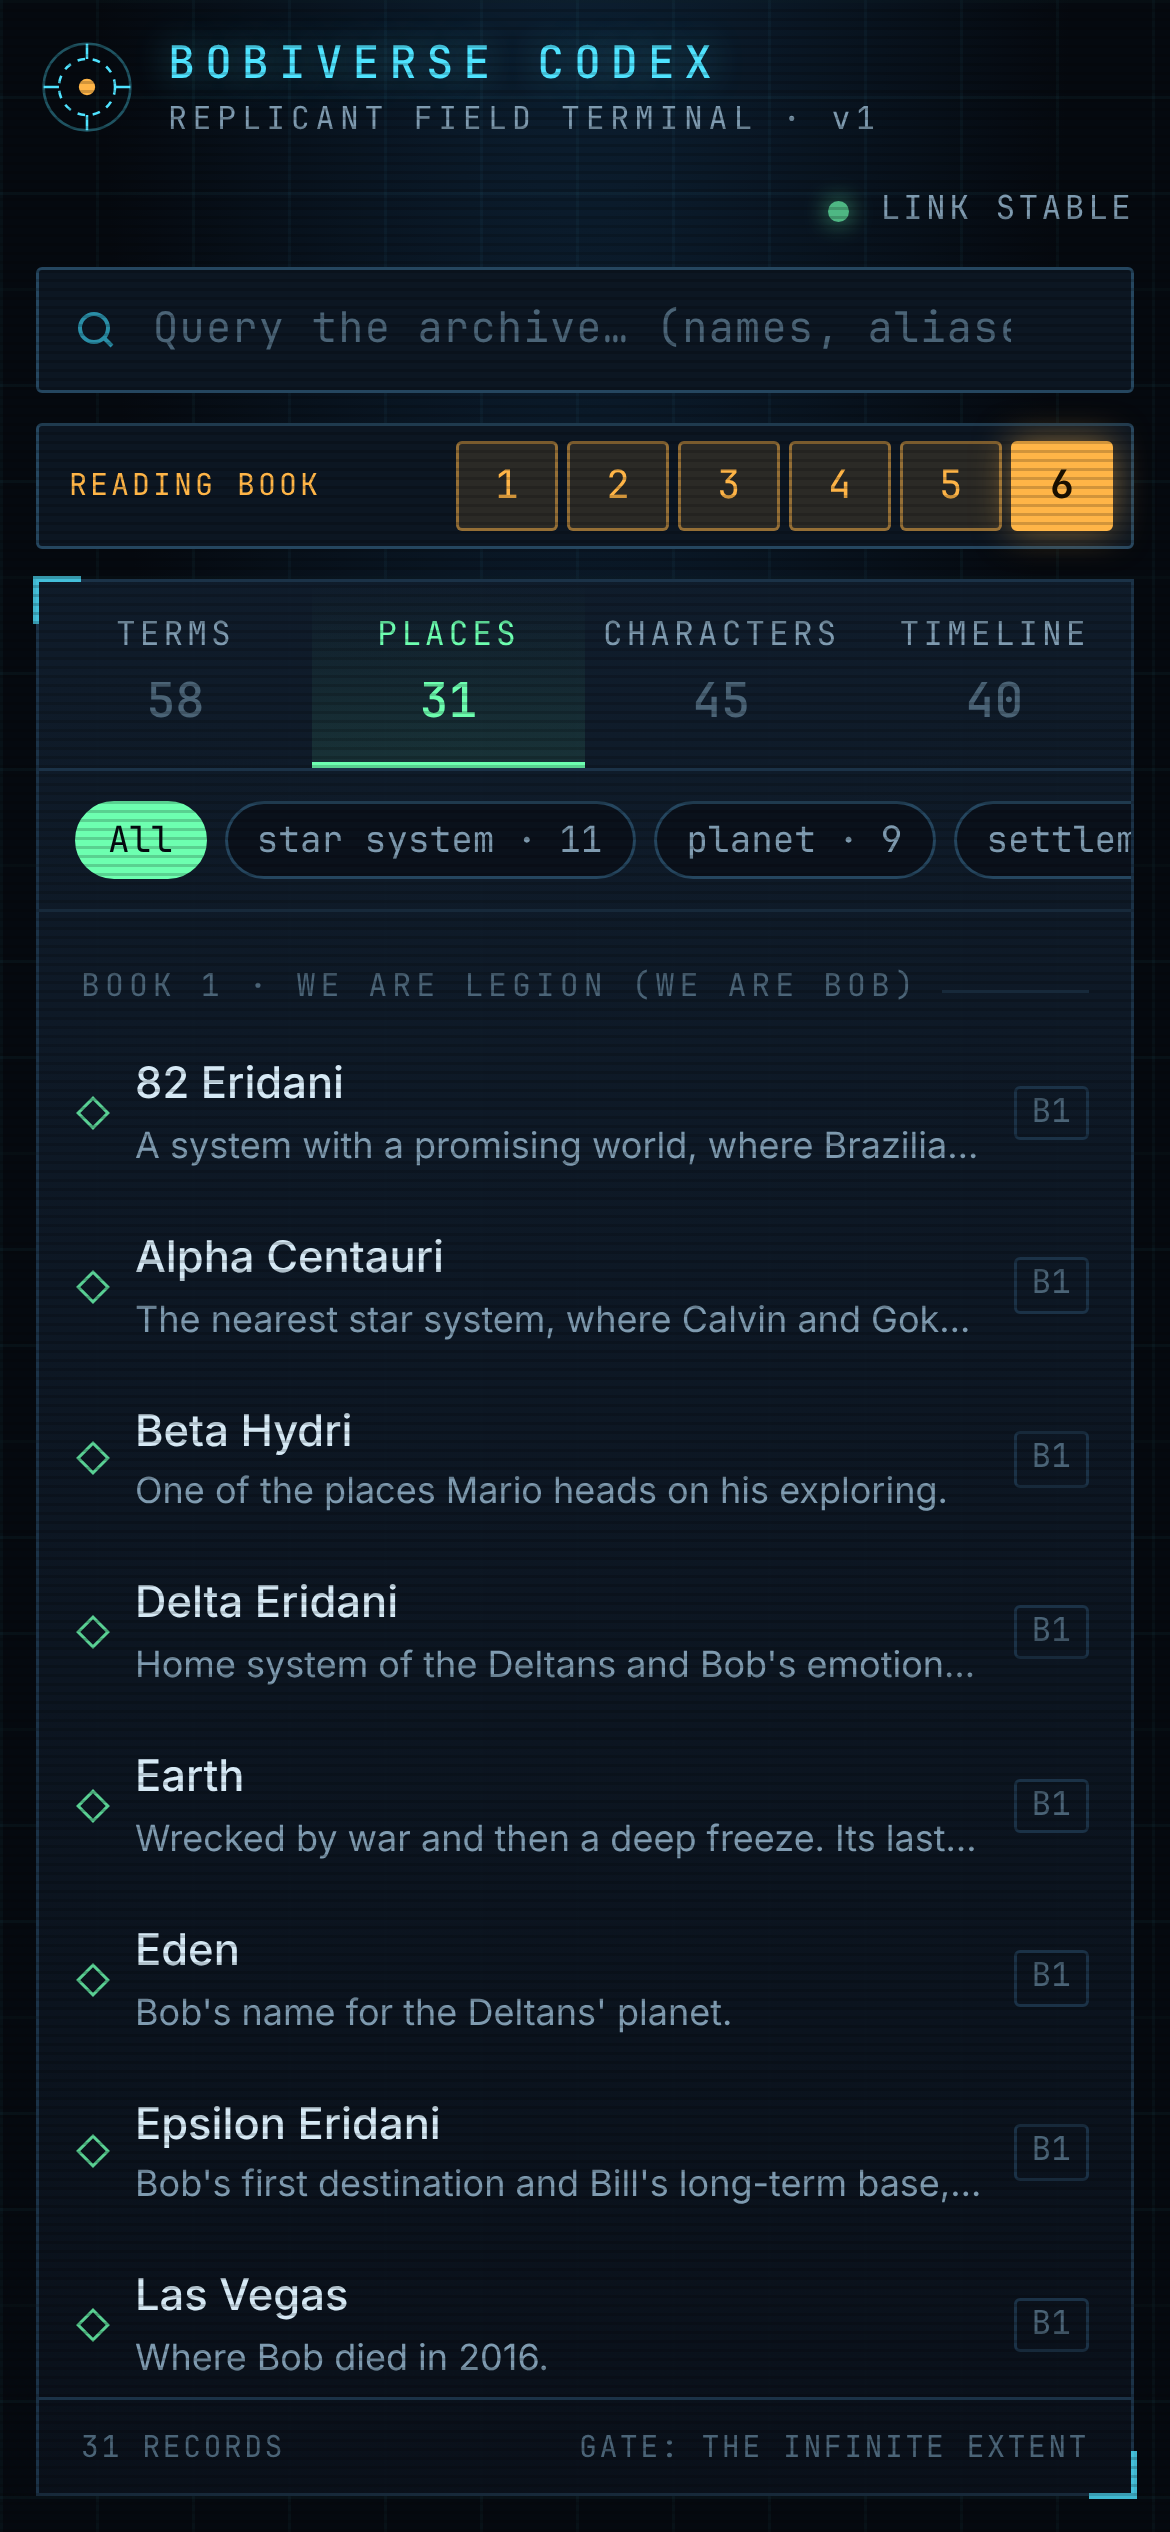 BOBIVERSE CODEX
REPLICANT FIELD TERMINAL · v1
LINK STABLE
Query the archive… (names, aliase
READING BOOK 1 2 3 4 5 6
TERMS PLACES CHARACTERS TIMELINE
58 31 45 40
All star system · 11 planet · 9 settlem
BOOK 1 · WE ARE LEGION (WE ARE BOB)
82 Eridani
B1
A system with a promising world, where Brazilia...
Alpha Centauri
B1
The nearest star system, where Calvin and Gok...
Beta Hydri
B1
One of the places Mario heads on his exploring.
Delta Eridani
B1
Home system of the Deltans and Bob's emotion...
Earth
B1
Wrecked by war and then a deep freeze. Its last...
Eden
B1
Bob's name for the Deltans' planet.
Epsilon Eridani
B1
Bob's first destination and Bill's long-term base,...
Las Vegas
B1
Where Bob died in 2016.
31 RECORDS GATE: THE INFINITE EXTENT